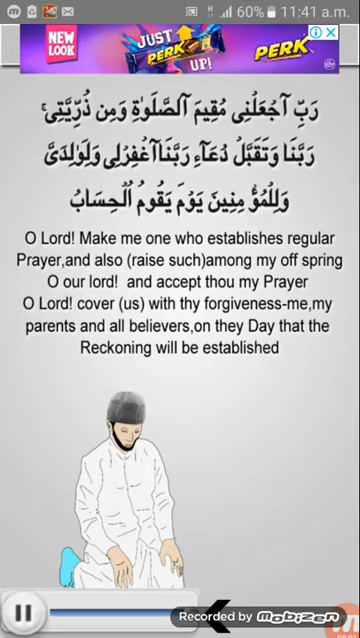 60% 11:41 a.m.
NEW LOOK
JUST PERK UP!
PERK
رَبِّ ٱجْعَلْنِى مُقِيمَ ٱلصَّلَوٰةِ وَمِن ذُرِّيَّتِى ۚ
رَبَّنَا وَتَقَبَّلْ دُعَآءِ رَبَّنَا ٱغْفِرْلِى وَلِوَٰلِدَىَّ
وَلِلْمُؤْمِنِينَ يَوْمَ يَقُومُ ٱلْحِسَابُ
O Lord! Make me one who establishes regular
Prayer,and also (raise such)among my off spring
O our lord!  and accept thou my Prayer
O Lord! cover (us) with thy forgiveness-me,my
parents and all believers,on they Day that the
Reckoning will be established
Recorded by Mobizen